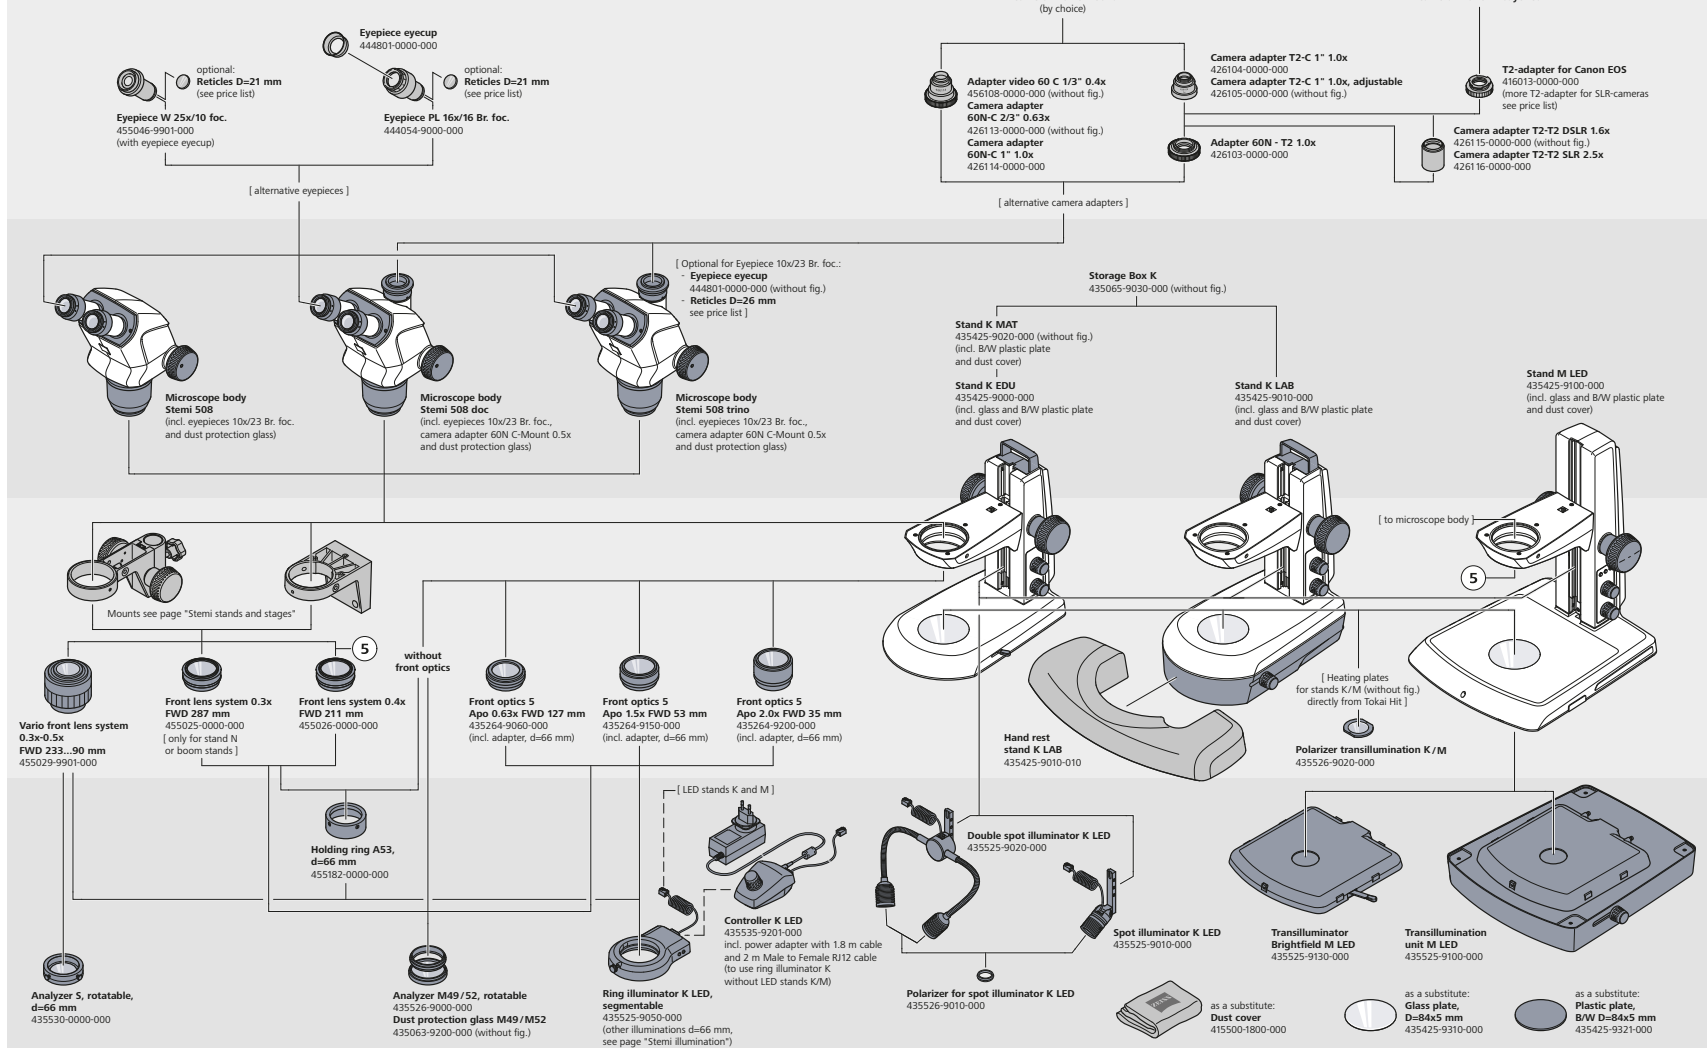 (by choice)
Eyepiece eyecup
444801-0000-000
optional:
Reticles D=21 mm
(see price list)
Eyepiece W 25x/10 foc.
455046-9901-000
(with eyepiece eyecup)
optional:
Reticles D=21 mm
(see price list)
Eyepiece PL 16x/16 Br. foc.
444054-9000-000
[ alternative eyepieces ]
Adapter video 60 C 1/3" 0.4x
456108-0000-000 (without fig.)
Camera adapter
60N-C 2/3" 0.63x
426113-0000-000 (without fig.)
Camera adapter
60N-C 1" 1.0x
426114-0000-000
Camera adapter T2-C 1" 1.0x
426104-0000-000
Camera adapter T2-C 1" 1.0x, adjustable
426105-0000-000 (without fig.)
Adapter 60N - T2 1.0x
426103-0000-000
T2-adapter for Canon EOS
416013-0000-000
(more T2-adapter for SLR-cameras
see price list)
Camera adapter T2-T2 DSLR 1.6x
426115-0000-000 (without fig.)
Camera adapter T2-T2 SLR 2.5x
426116-0000-000
[ alternative camera adapters ]
[ Optional for Eyepiece 10x/23 Br. foc.:
- Eyepiece eyecup
444801-0000-000 (without fig.)
- Reticles D=26 mm
see price list ]
Microscope body
Stemi 508
(incl. eyepieces 10x/23 Br. foc.
and dust protection glass)
Microscope body
Stemi 508 doc
(incl. eyepieces 10x/23 Br. foc.,
camera adapter 60N C-Mount 0.5x
and dust protection glass)
Microscope body
Stemi 508 trino
(incl. eyepieces 10x/23 Br. foc.,
camera adapter 60N C-Mount 0.5x
and dust protection glass)
Storage Box K
435065-9030-000 (without fig.)
Stand K MAT
435425-9020-000 (without fig.)
(incl. B/W plastic plate
and dust cover)
Stand K EDU
435425-9000-000
(incl. glass and B/W plastic plate
and dust cover)
Stand K LAB
435425-9010-000
(incl. glass and B/W plastic plate
and dust cover)
Stand M LED
435425-9100-000
(incl. glass and B/W plastic plate
and dust cover)
[ to microscope body ]
5
Mounts see page "Stemi stands and stages"
5
without
front optics
Vario front lens system
0.3x-0.5x
FWD 233...90 mm
455029-9901-000
Front lens system 0.3x
FWD 287 mm
455025-0000-000
[ only for stand N
or boom stands ]
Front lens system 0.4x
FWD 211 mm
455026-0000-000
Front optics 5
Apo 0.63x FWD 127 mm
435264-9060-000
(incl. adapter, d=66 mm)
Front optics 5
Apo 1.5x FWD 53 mm
435264-9150-000
(incl. adapter, d=66 mm)
Front optics 5
Apo 2.0x FWD 35 mm
435264-9200-000
(incl. adapter, d=66 mm)
Hand rest
stand K LAB
435425-9010-010
[ Heating plates
for stands K/M (without fig.)
directly from Tokai Hit ]
Polarizer transillumination K/M
435526-9020-000
Holding ring A53,
d=66 mm
455182-0000-000
[ LED stands K and M ]
Controller K LED
435535-9201-000
incl. power adapter with 1.8 m cable
and 2 m Male to Female RJ12 cable
(to use ring illuminator K
without LED stands K/M)
Double spot illuminator K LED
435525-9020-000
Spot illuminator K LED
435525-9010-000
Polarizer for spot illuminator K LED
435526-9010-000
Transilluminator
Brightfield M LED
435525-9130-000
Transillumination
unit M LED
435525-9100-000
Analyzer S, rotatable,
d=66 mm
435530-0000-000
Analyzer M49/52, rotatable
435526-9000-000
Dust protection glass M49/M52
435063-9200-000 (without fig.)
Ring illuminator K LED,
segmentable
435525-9050-000
(other illuminations d=66 mm,
see page "Stemi illumination")
ZEISS
as a substitute:
Dust cover
415500-1800-000
as a substitute:
Glass plate,
D=84x5 mm
435425-9310-000
as a substitute:
Plastic plate,
B/W D=84x5 mm
435425-9321-000